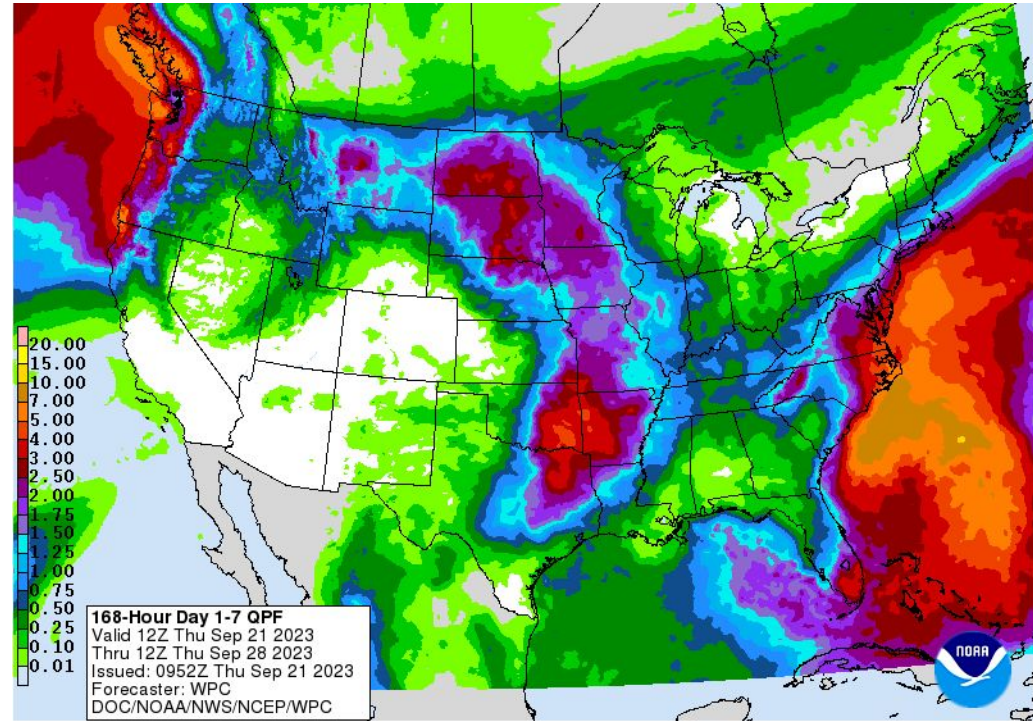 20.00
15.00
10.00
7.00
5.00
4.00
3.00
2.50
2.00
1.75
1.50
1.25
1.00
0.75
0.50
0.25
0.10
0.01
168-Hour Day 1-7 QPF
Valid 12Z Thu Sep 21 2023
Thru 12Z Thu Sep 28 2023
Issued: 0952Z Thu Sep 21 2023
Forecaster: WPC
DOC/NOAA/NWS/NCEP/WPC
NOAA